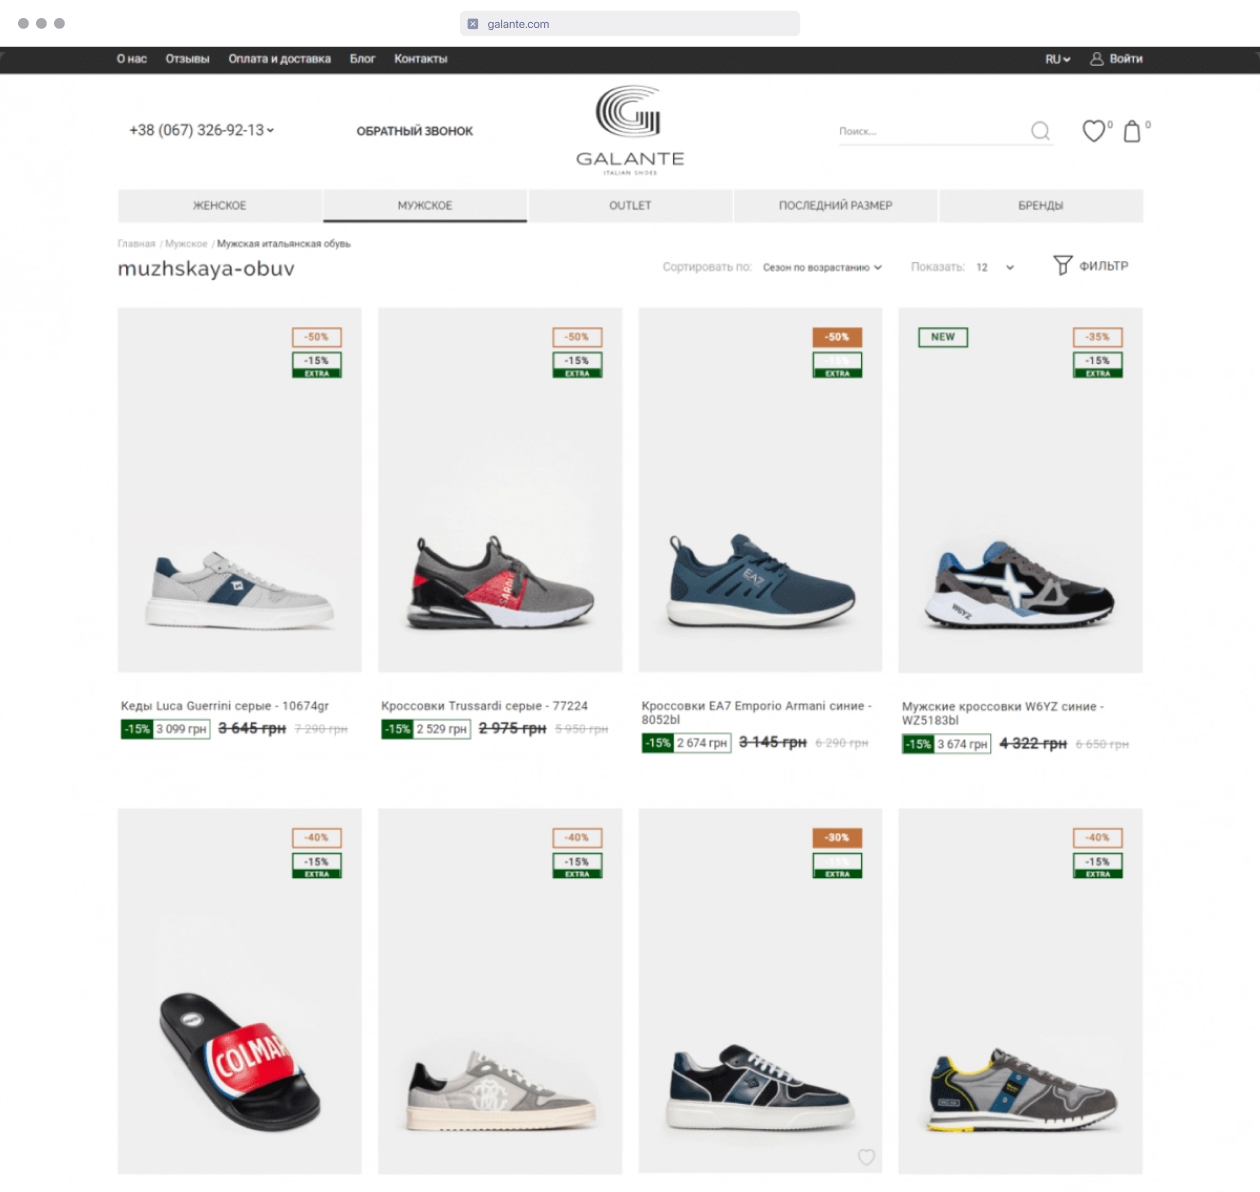 galante.com
О нас Отзывы Оплата и доставка Блог Контакты RU Войти
+38 (067) 326-92-13 ОБРАТНЫЙ ЗВОНОК
GALANTE
ITALIAN SHOES
Поиск... 0 0
ЖЕНСКОЕ МУЖСКОЕ OUTLET ПОСЛЕДНИЙ РАЗМЕР БРЕНДЫ
Главная / Мужское / Мужская итальянская обувь
muzhskaya-obuv
Сортировать по: Сезон по возрастанию Показать: 12 ФИЛЬТР
-50% -50% -50% NEW -35%
-15% -15% -15% -15%
EXTRA EXTRA EXTRA EXTRA
EA7
W6YZ
Кеды Luca Guerrini серые - 10674gr
-15% 3 099 грн 3 645 грн 7 290 грн
Кроссовки Trussardi серые - 77224
-15% 2 529 грн 2 975 грн 5 950 грн
Кроссовки EA7 Emporio Armani синие -
8052bl
-15% 2 674 грн 3 145 грн 6 290 грн
Мужские кроссовки W6YZ синие -
WZ5183bl
-15% 3 674 грн 4 322 грн 6 650 грн
-40% -40% -30% -40%
-15% -15% -15% -15%
EXTRA EXTRA EXTRA EXTRA
COLMAR